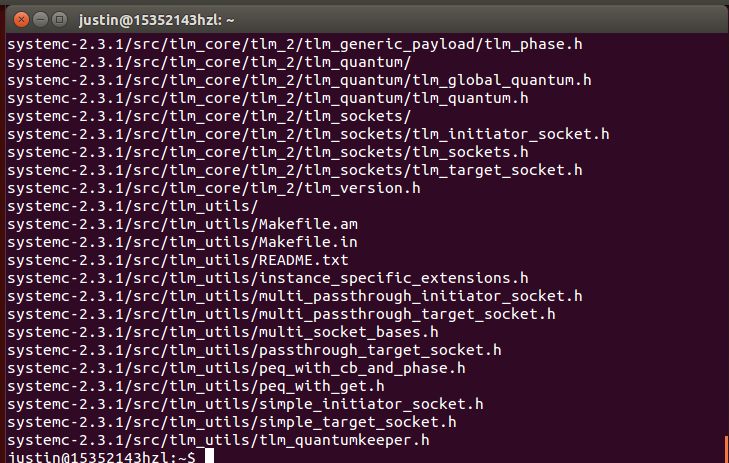 justin@15352143hzl: ~
systemc-2.3.1/src/tlm_core/tlm_2/tlm_generic_payload/tlm_phase.h
systemc-2.3.1/src/tlm_core/tlm_2/tlm_quantum/
systemc-2.3.1/src/tlm_core/tlm_2/tlm_quantum/tlm_global_quantum.h
systemc-2.3.1/src/tlm_core/tlm_2/tlm_quantum/tlm_quantum.h
systemc-2.3.1/src/tlm_core/tlm_2/tlm_sockets/
systemc-2.3.1/src/tlm_core/tlm_2/tlm_sockets/tlm_initiator_socket.h
systemc-2.3.1/src/tlm_core/tlm_2/tlm_sockets/tlm_sockets.h
systemc-2.3.1/src/tlm_core/tlm_2/tlm_sockets/tlm_target_socket.h
systemc-2.3.1/src/tlm_core/tlm_2/tlm_version.h
systemc-2.3.1/src/tlm_utils/
systemc-2.3.1/src/tlm_utils/Makefile.am
systemc-2.3.1/src/tlm_utils/Makefile.in
systemc-2.3.1/src/tlm_utils/README.txt
systemc-2.3.1/src/tlm_utils/instance_specific_extensions.h
systemc-2.3.1/src/tlm_utils/multi_passthrough_initiator_socket.h
systemc-2.3.1/src/tlm_utils/multi_passthrough_target_socket.h
systemc-2.3.1/src/tlm_utils/multi_socket_bases.h
systemc-2.3.1/src/tlm_utils/passthrough_target_socket.h
systemc-2.3.1/src/tlm_utils/peq_with_cb_and_phase.h
systemc-2.3.1/src/tlm_utils/peq_with_get.h
systemc-2.3.1/src/tlm_utils/simple_initiator_socket.h
systemc-2.3.1/src/tlm_utils/simple_target_socket.h
systemc-2.3.1/src/tlm_utils/tlm_quantumkeeper.h
justin@15352143hzl:~$